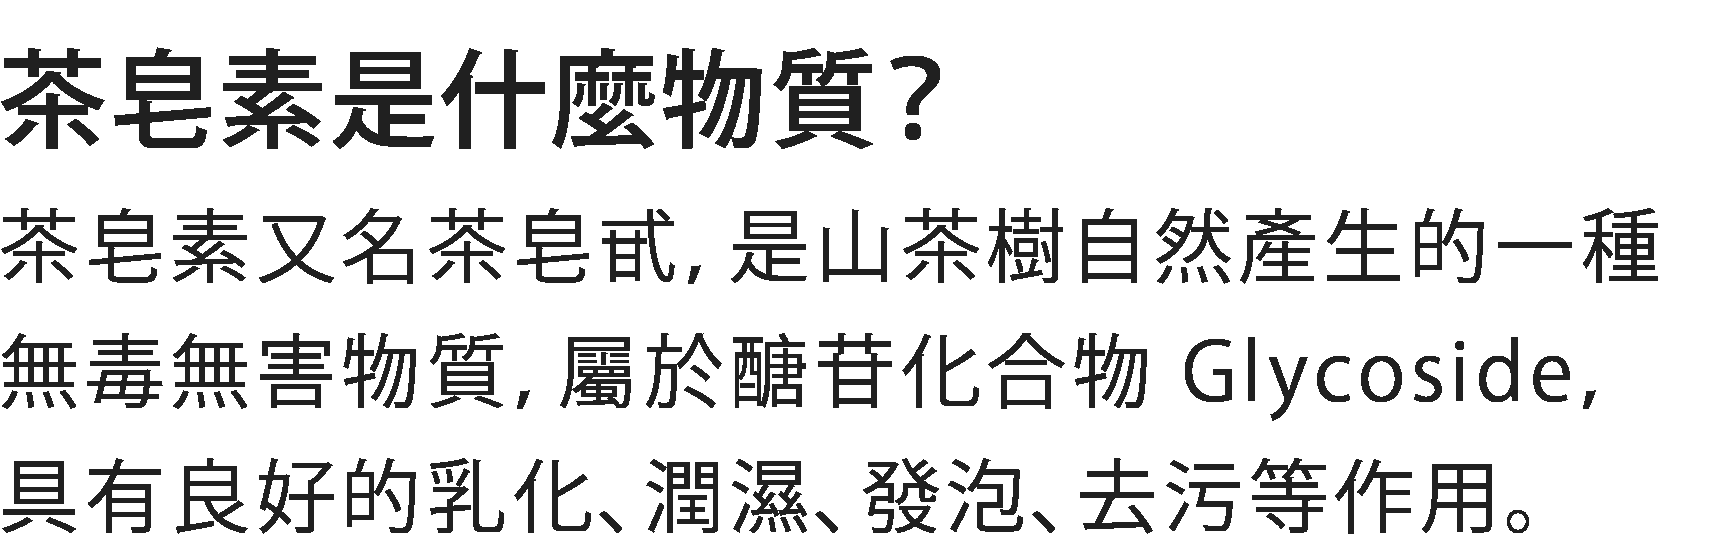 茶皂素是什麼物質?
茶皂素又名茶皂甙, 是山茶樹自然產生的一種
無毒無害物質, 屬於醣苷化合物 Glycoside,
具有良好的乳化、潤濕、發泡、去污等作用。